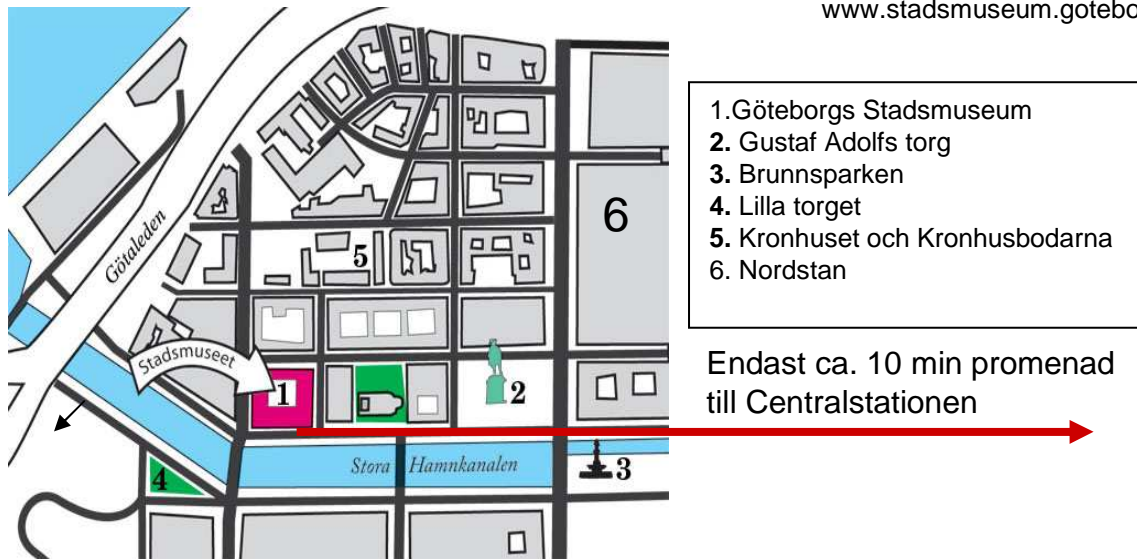 www.stadsmuseum.gotebo
1.Göteborgs Stadsmuseum
2. Gustaf Adolfs torg
3. Brunnsparken
4. Lilla torget
5. Kronhuset och Kronhusbodarna
6. Nordstan
Endast ca. 10 min promenad
till Centralstationen
6
5
Götaleden
Stadsmuseet
1
2
Stora Hamnkanalen
3
4